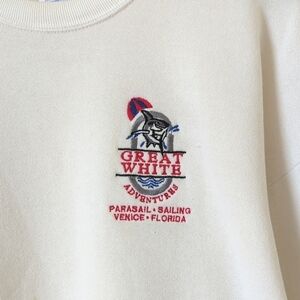 GREAT
WHITE
ADVENTURES
PARASAIL • SAILING
VENICE • FLORIDA